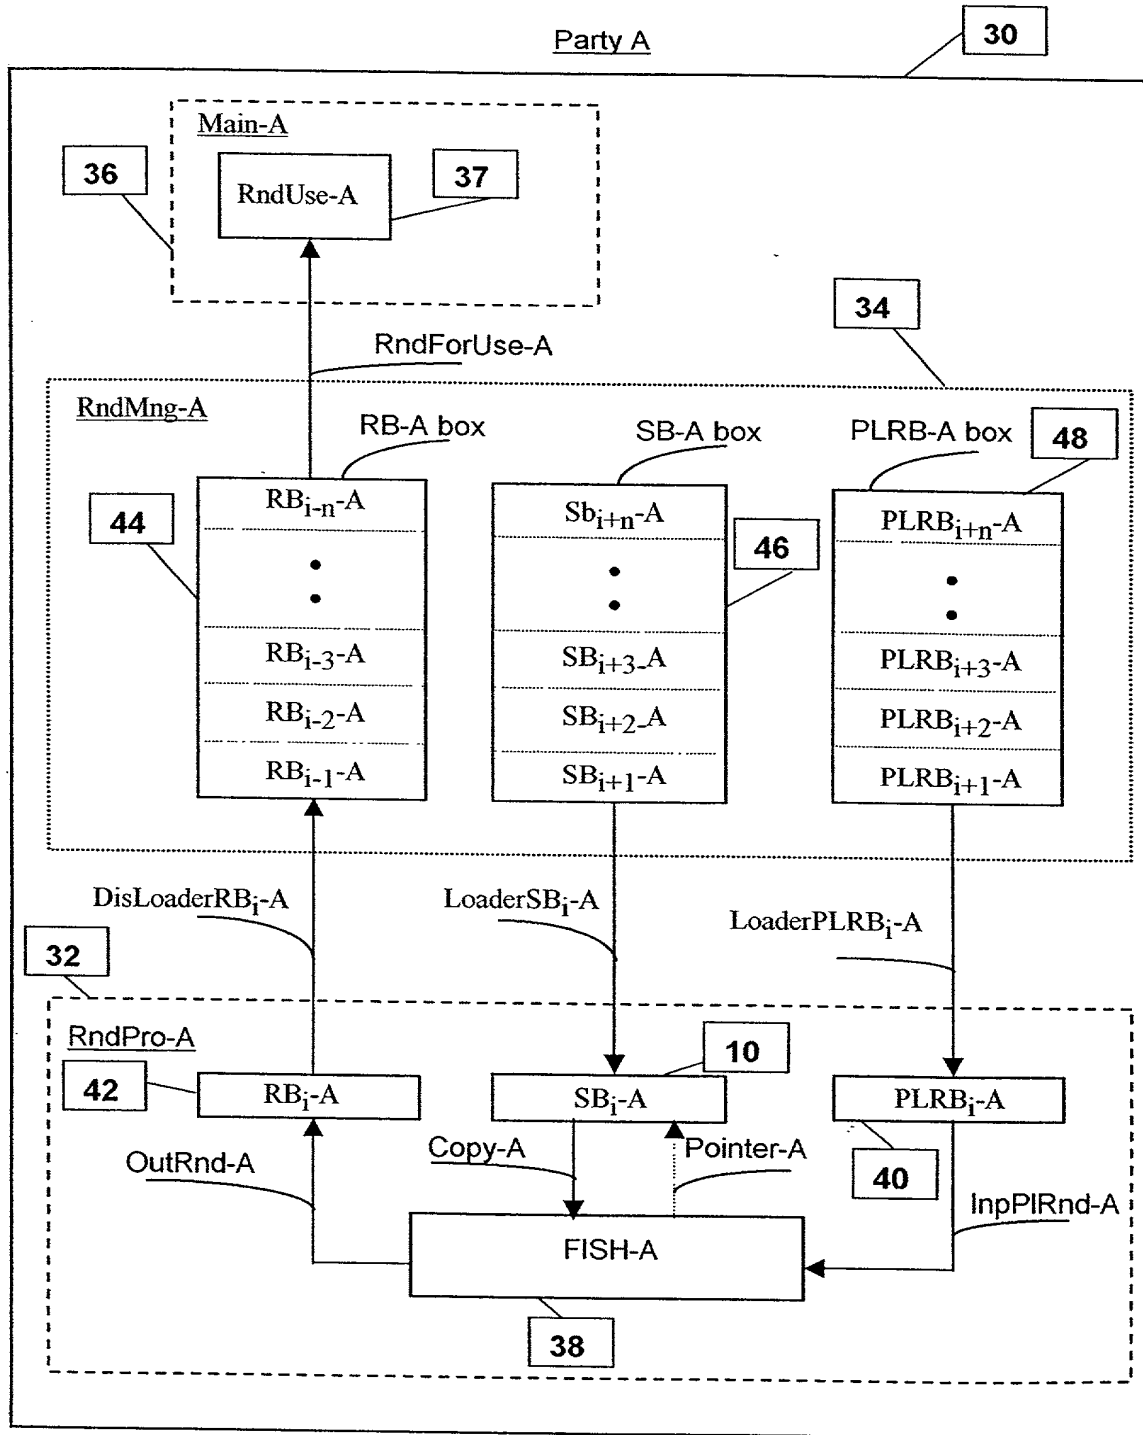 Party A
30
Main-A
36
RndUse-A
37
34
RndForUse-A
RndMng-A
RB-A box
SB-A box
PLRB-A box
48
44
46
RBi-n-A
RBi-3-A
RBi-2-A
RBi-1-A
Sbi+n-A
SBi+3-A
SBi+2-A
SBi+1-A
PLRBi+n-A
PLRBi+3-A
PLRBi+2-A
PLRBi+1-A
DisLoaderRBi-A
LoaderSBi-A
LoaderPLRBi-A
32
RndPro-A
10
42
RBi-A
SBi-A
PLRBi-A
OutRnd-A
Copy-A
Pointer-A
40
InpPlRnd-A
FISH-A
38